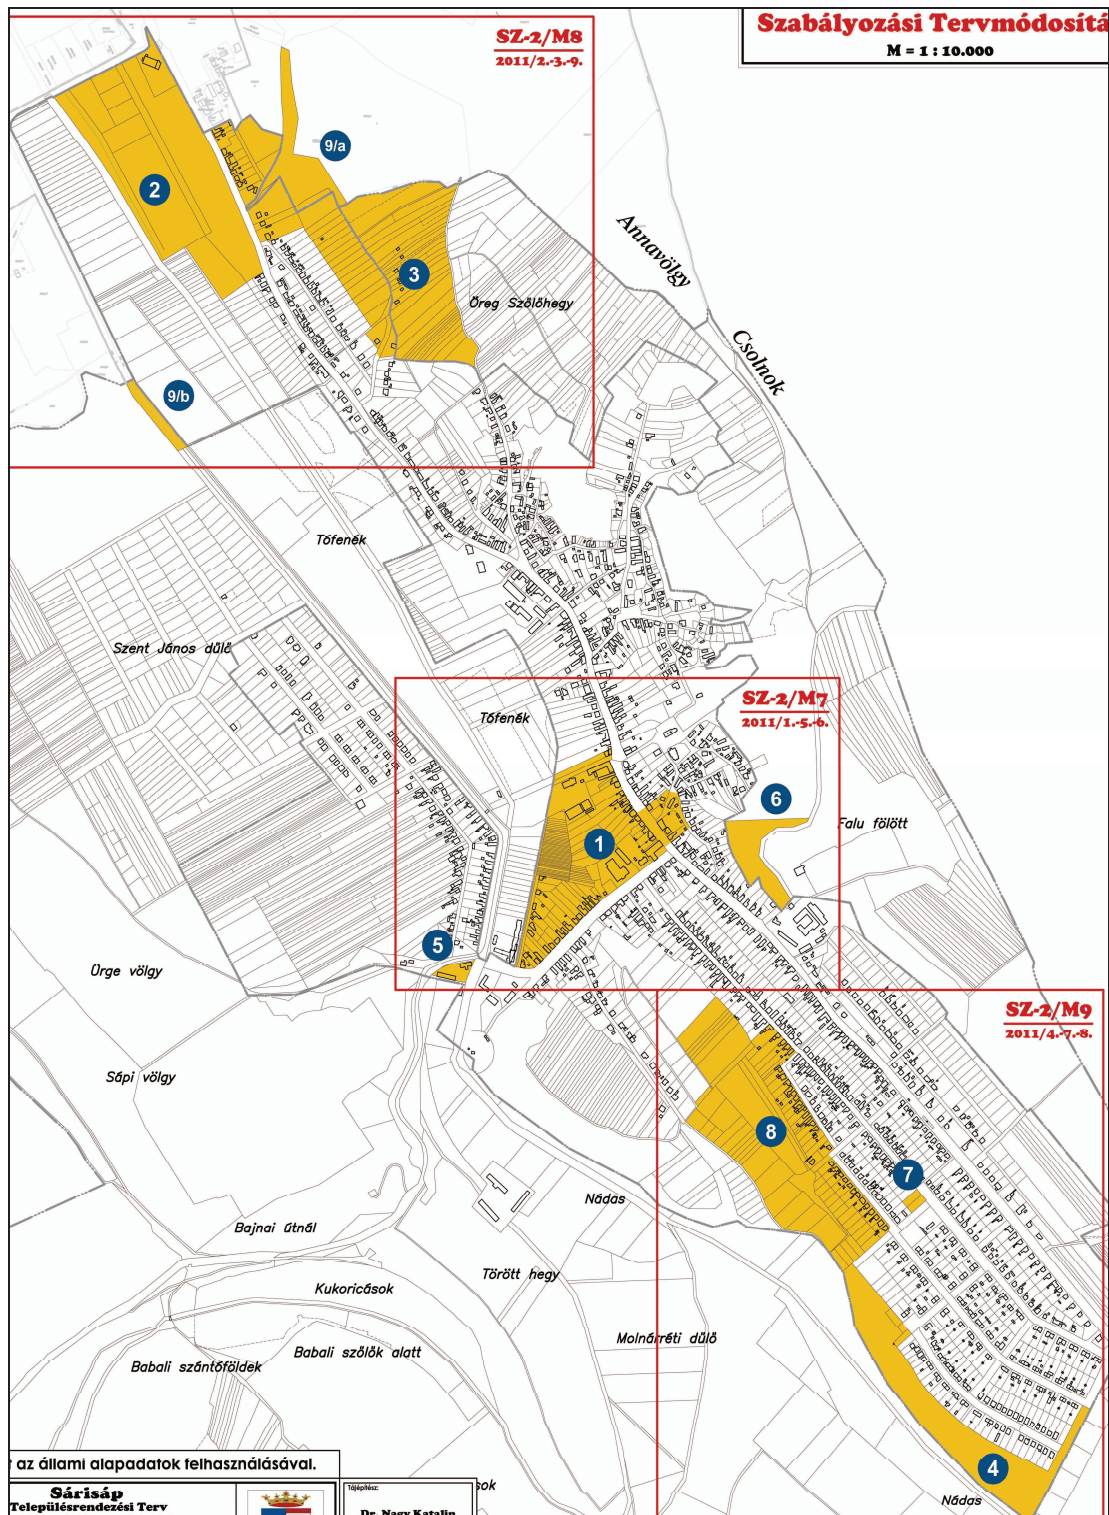 SZ-2/M8
2011/2.-3.-9.
Szabályozási Tervmódosítá
M = 1 : 10.000
9/a
2
3
Annavölgy
Öreg Szőlőhegy
Csolnok
9/b
Tófenék
Szent János dűlő
SZ-2/M7
2011/1.-5.-6.
Tófenék
6
Falu fölött
1
5
Ürge völgy
SZ-2/M9
2011/4.-7.-8.
Sápi völgy
8
7
Nádas
Bajnai útnál
Törött hegy
Kukoricások
Molnárréti dűlő
Babali szőlők alatt
Babali szántóföldek
az állami alapadatok felhasználásával.
4
Sárisáp
Településrendezési Terv
Tájépítész:
sok
Nádas
Dr. Nagy Katalin